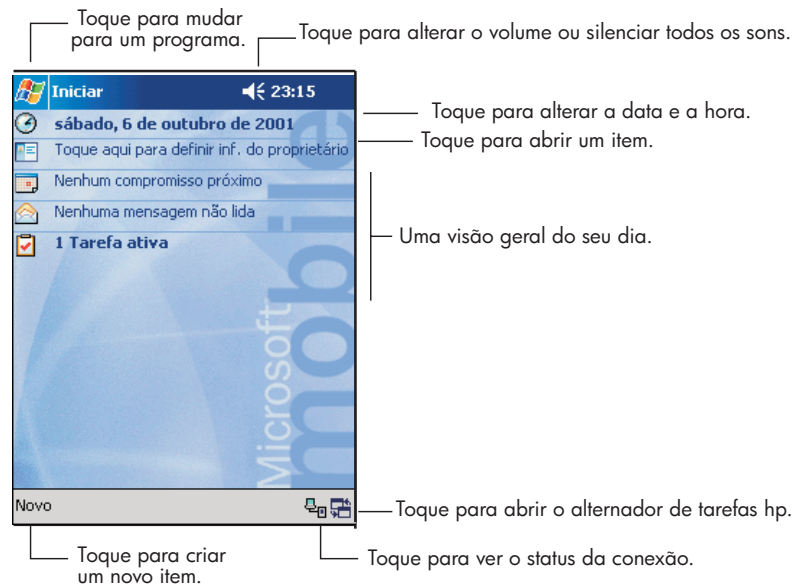 Toque para mudar
para um programa.
Toque para alterar o volume ou silenciar todos os sons.
Iniciar
23:15
sábado, 6 de outubro de 2001
Toque para alterar a data e a hora.
Toque aqui para definir inf. do proprietário
Toque para abrir um item.
Nenhum compromisso próximo
Nenhuma mensagem não lida
Uma visão geral do seu dia.
1 Tarefa ativa
Microsoft
mobile
Novo
Toque para abrir o alternador de tarefas hp.
Toque para criar
um novo item.
Toque para ver o status da conexão.